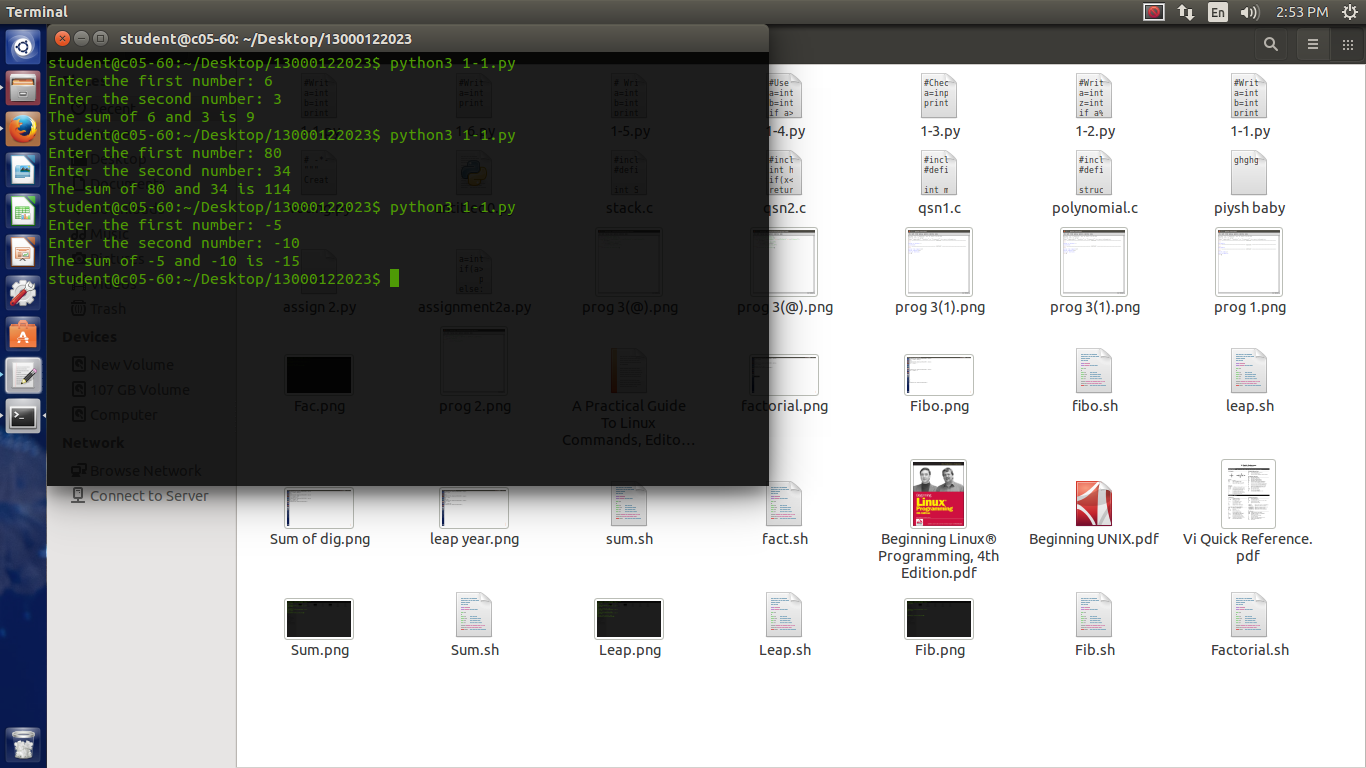 Terminal
En
2:53 PM
student@c05-60: ~/Desktop/13000122023
student@c05-60:~/Desktop/13000122023$ python3 1-1.py
Enter the first number: 6
Enter the second number: 3
The sum of 6 and 3 is 9
student@c05-60:~/Desktop/13000122023$ python3 1-1.py
Enter the first number: 80
Enter the second number: 34
The sum of 80 and 34 is 114
student@c05-60:~/Desktop/13000122023$ python3 1-1.py
Enter the first number: -5
Enter the second number: -10
The sum of -5 and -10 is -15
student@c05-60:~/Desktop/13000122023$
Trash
Devices
New Volume
107 GB Volume
Computer
Network
Browse Network
Connect to Server
1-5.py
1-4.py
1-3.py
1-2.py
1-1.py
stack.c
qsn2.c
qsn1.c
polynomial.c
ghghg
piysh baby
assign 2.py
assignment2a.py
prog 3(@).png
prog 3(@).png
prog 3(1).png
prog 3(1).png
prog 1.png
Fac.png
prog 2.png
A Practical Guide
To Linux
Commands, Edito…
factorial.png
Fibo.png
fibo.sh
leap.sh
Sum of dig.png
leap year.png
sum.sh
fact.sh
Beginning Linux®
Programming, 4th
Edition.pdf
Beginning UNIX.pdf
Vi Quick Reference.
pdf
Sum.png
Sum.sh
Leap.png
Leap.sh
Fib.png
Fib.sh
Factorial.sh